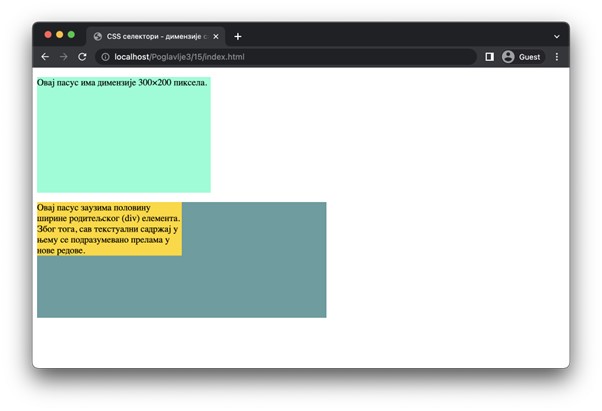 CSS селектори - димензије с
localhost/Poglavlje3/15/index.html
Guest
Овај пасус има димензије 300×200 пиксела.
Овај пасус заузима половину
ширине родитељског (div) елемента.
Због тога, сав текстуални садржај у
њему се подразумевано прелама у
нове редове.